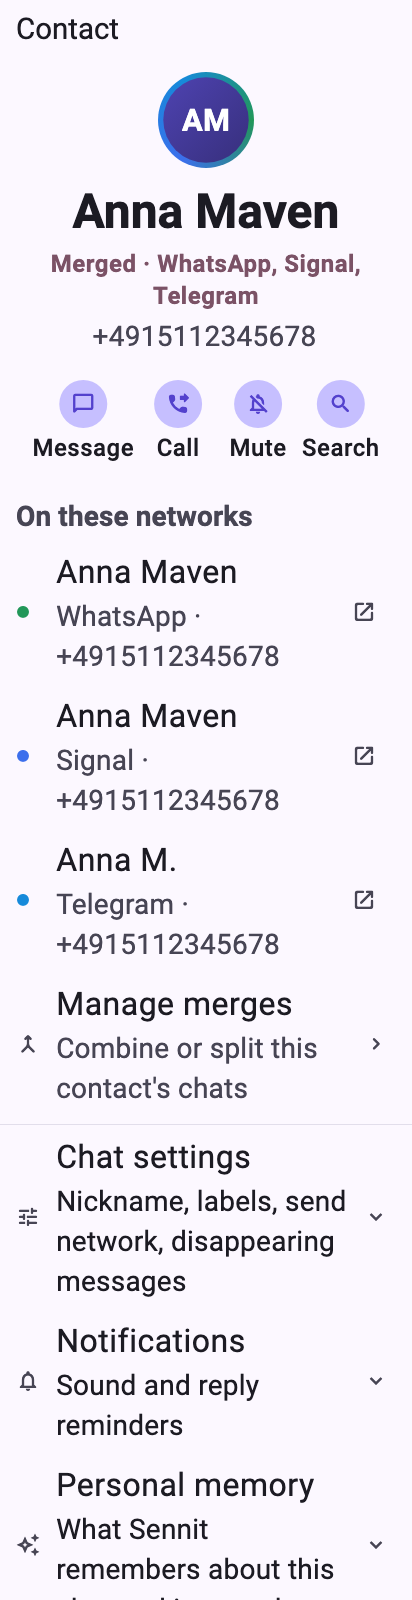 Contact
AM
Anna Maven
Merged · WhatsApp, Signal,
Telegram
+4915112345678
Message Call Mute Search
On these networks
Anna Maven
WhatsApp ·
+4915112345678
Anna Maven
Signal ·
+4915112345678
Anna M.
Telegram ·
+4915112345678
Manage merges
Combine or split this
contact's chats
Chat settings
Nickname, labels, send
network, disappearing
messages
Notifications
Sound and reply
reminders
Personal memory
What Sennit
remembers about this